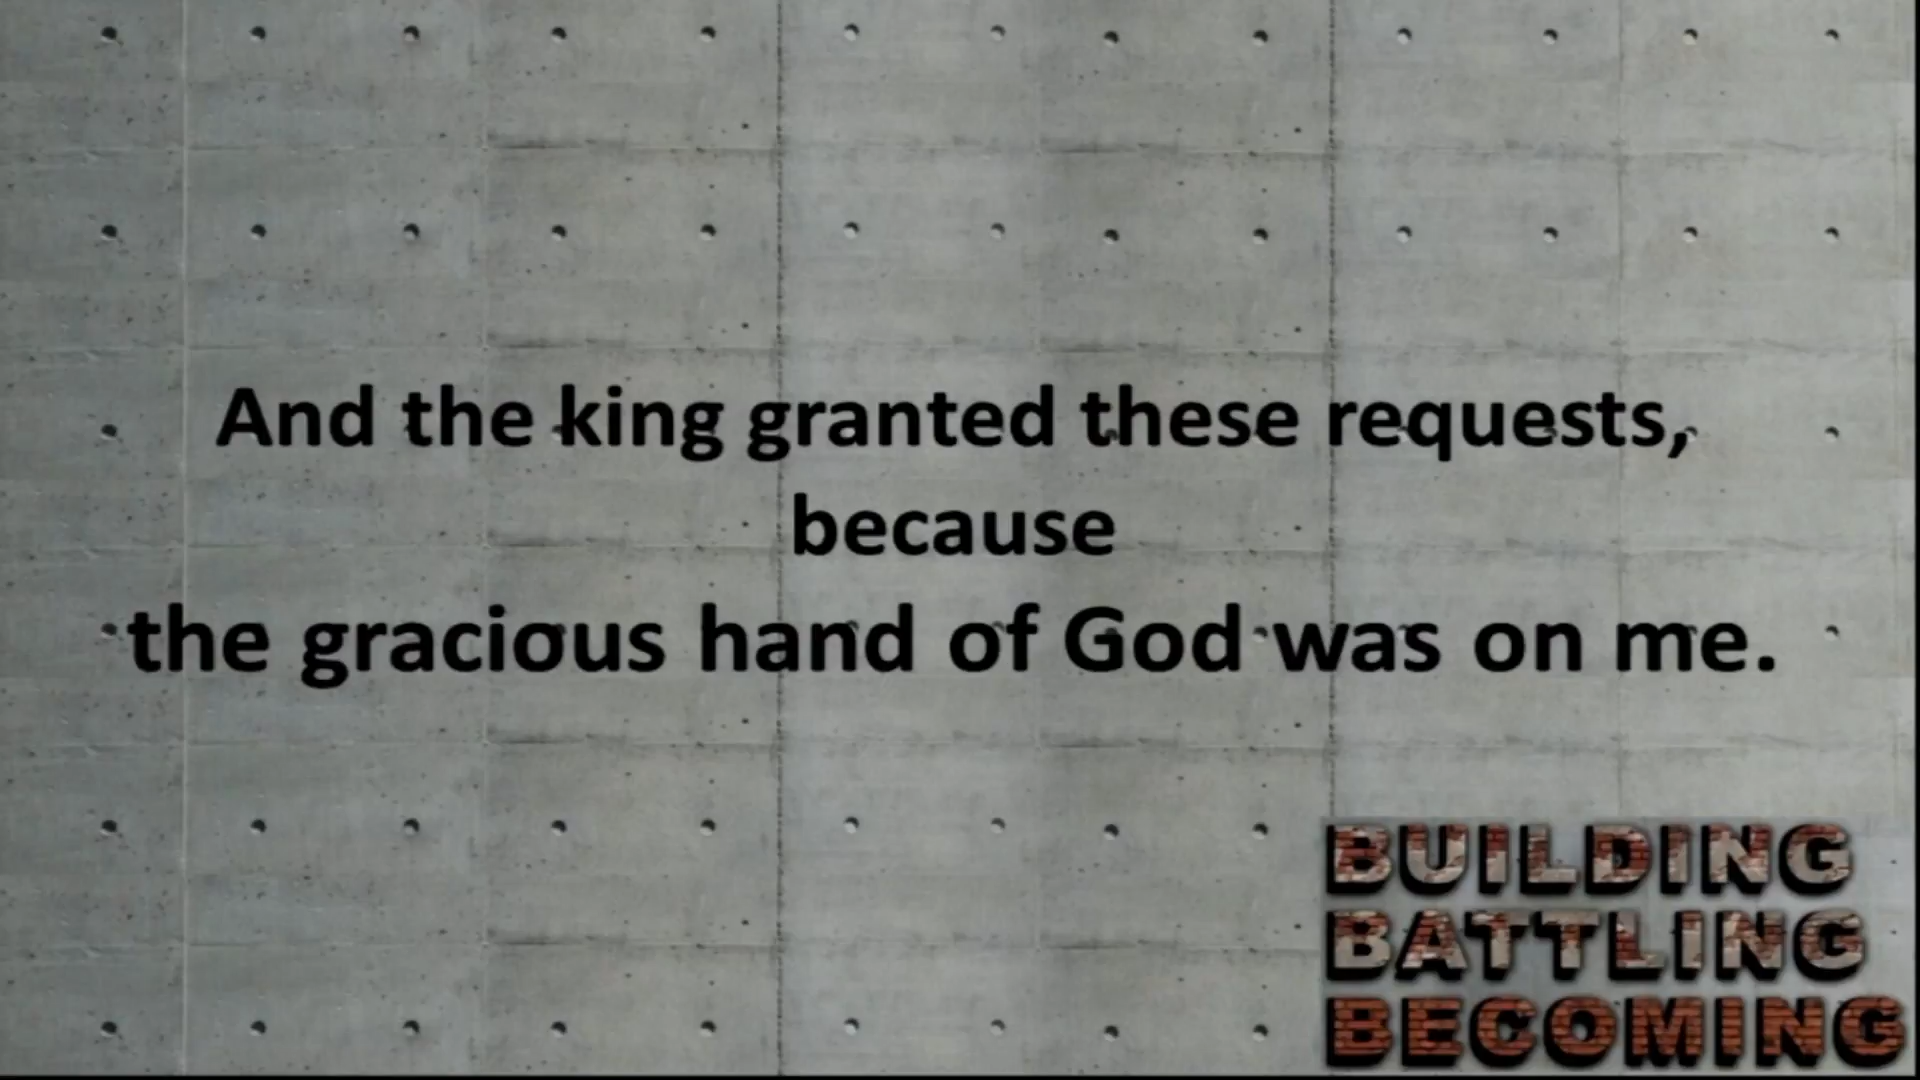 And the king granted these requests,
because
the gracious hand of God was on me.
BUILDING
BATTLING
BECOMING